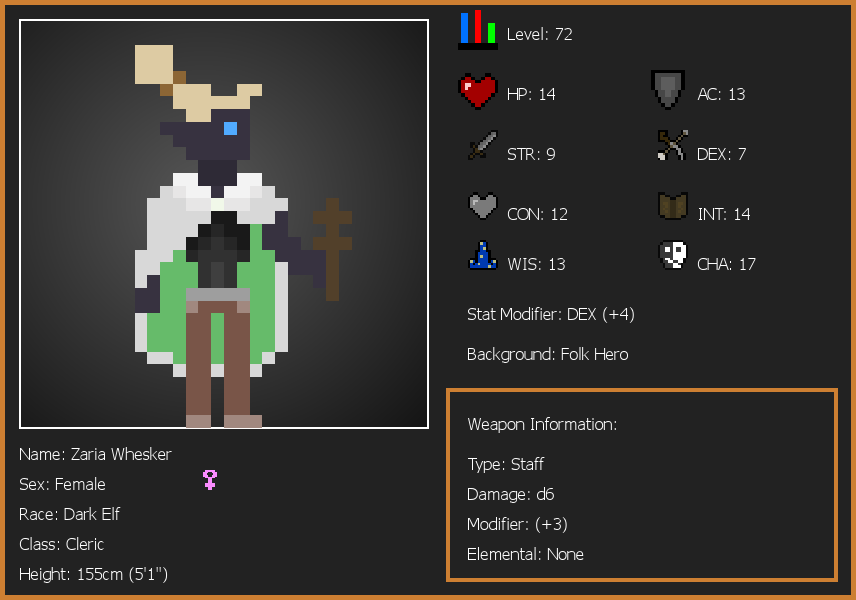 Level: 72
HP: 14
AC: 13
STR: 9
DEX: 7
CON: 12
INT: 14
WIS: 13
CHA: 17
Stat Modifier: DEX (+4)
Background: Folk Hero
Weapon Information:
Type: Staff
Damage: d6
Modifier: (+3)
Elemental: None
Name: Zaria Whesker
Sex: Female
Race: Dark Elf
Class: Cleric
Height: 155cm (5'1")